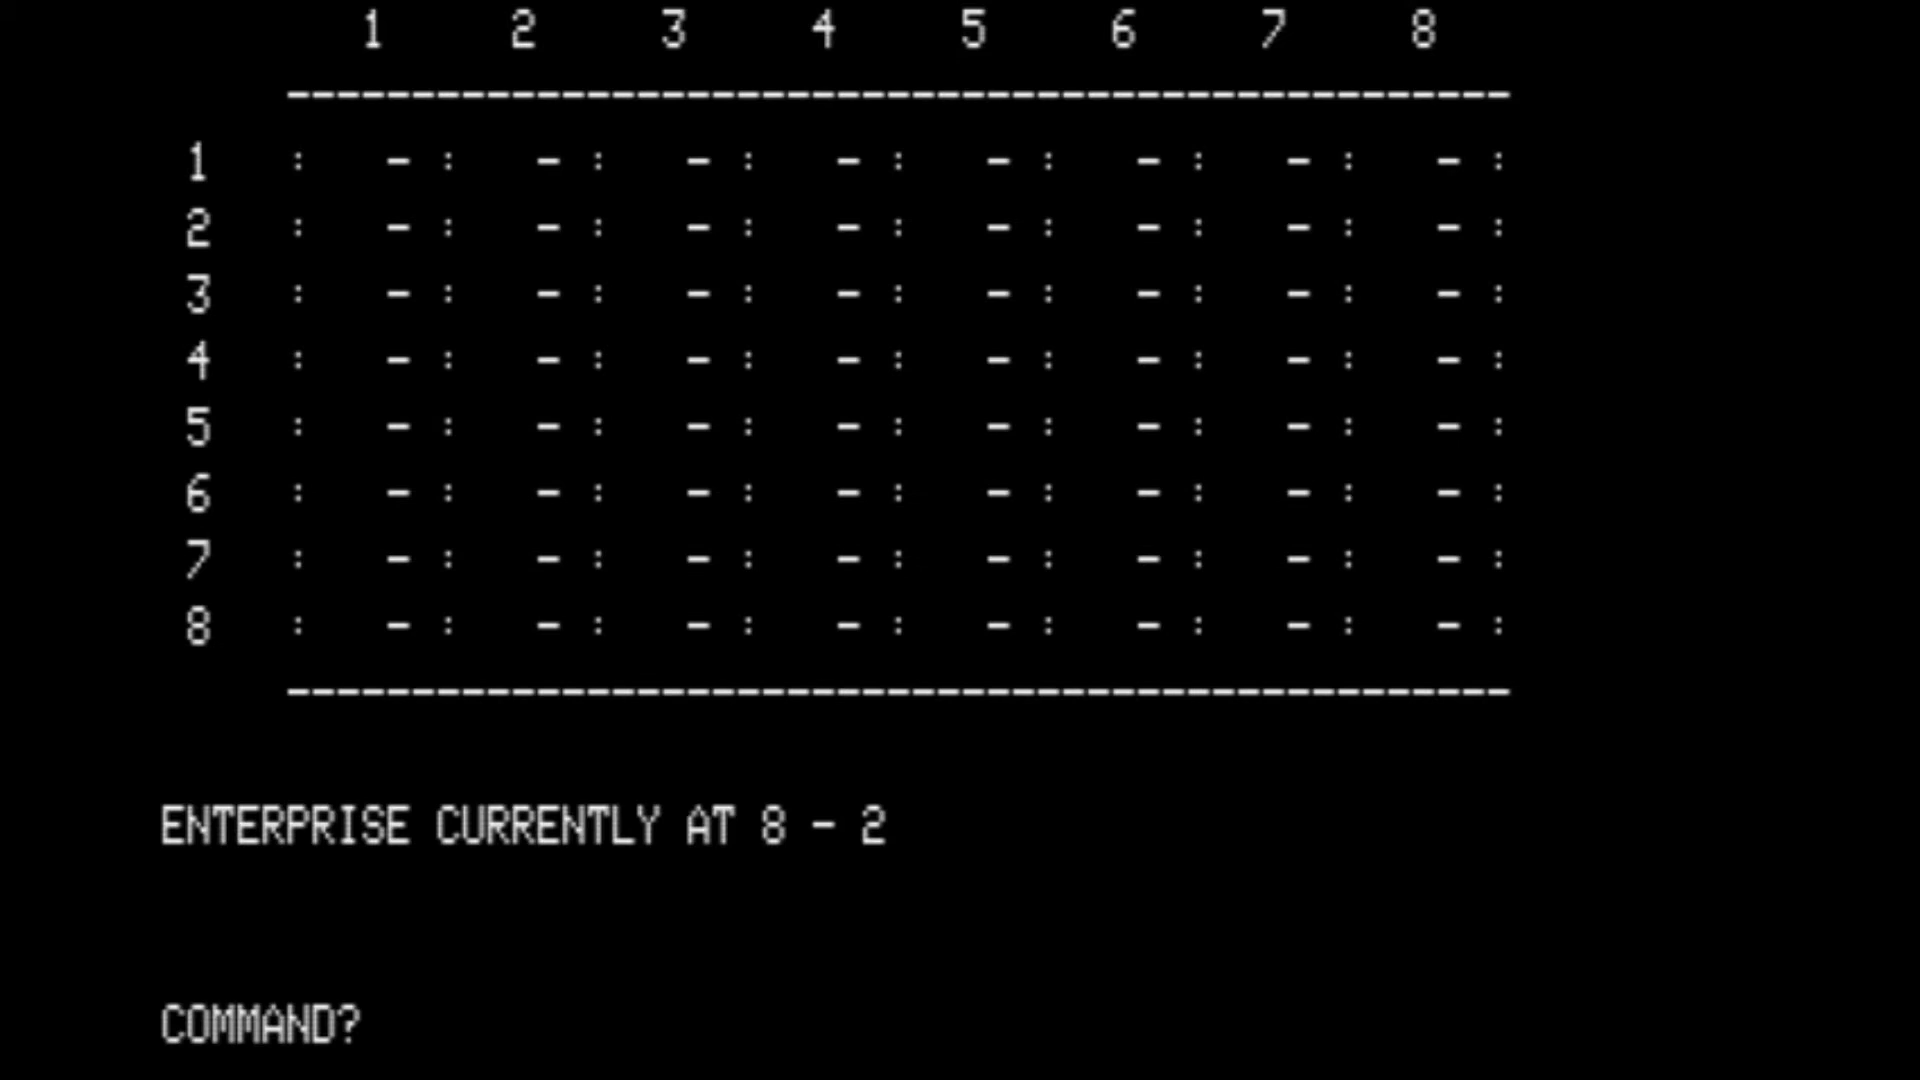 1 2 3 4 5 6 7 8
-------------------------------------------------
1 : - : - : - : - : - : - : - : - :
2 : - : - : - : - : - : - : - : - :
3 : - : - : - : - : - : - : - : - :
4 : - : - : - : - : - : - : - : - :
5 : - : - : - : - : - : - : - : - :
6 : - : - : - : - : - : - : - : - :
7 : - : - : - : - : - : - : - : - :
8 : - : - : - : - : - : - : - : - :
-------------------------------------------------
ENTERPRISE CURRENTLY AT 8 - 2
COMMAND?